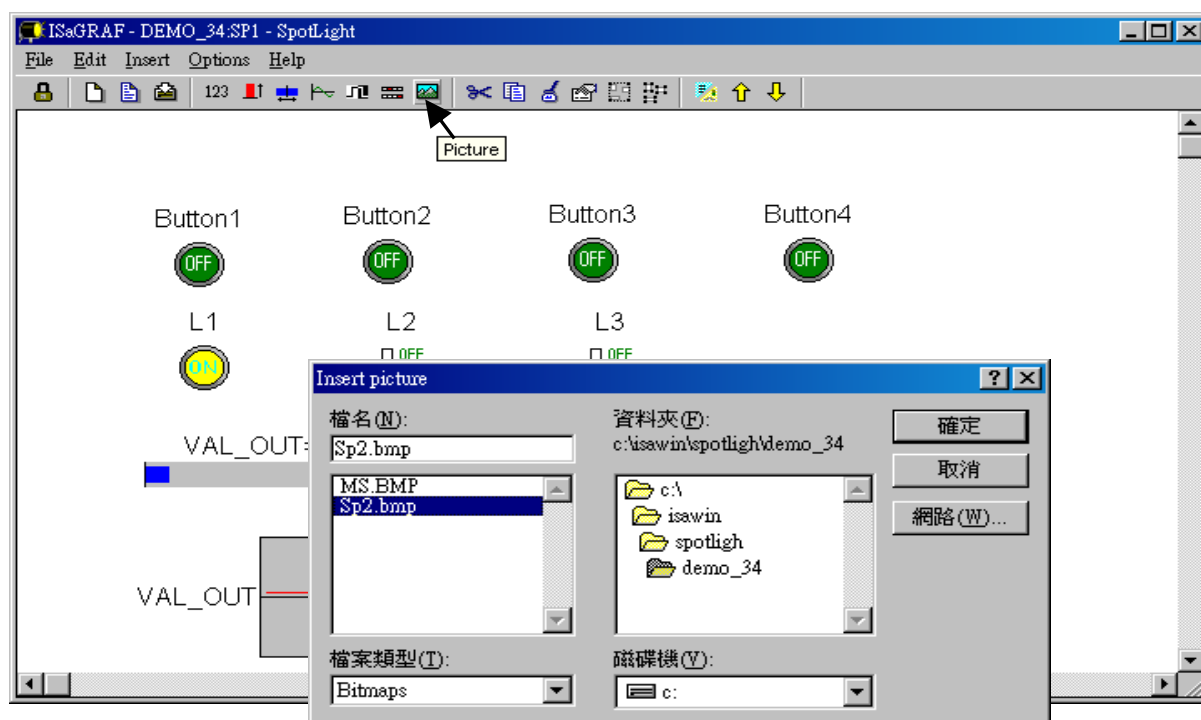 ISaGRAF - DEMO_34:SP1 - SpotLight
File Edit Insert Options Help
123
Picture
Button1 Button2 Button3 Button4
OFF OFF OFF OFF
L1 L2 L3
ON OFF OFF
Insert picture
檔名(N):
Sp2.bmp
MS.BMP
Sp2.bmp
資料夾(F):
c:\isawin\spotligh\demo_34
c:\
isawin
spotligh
demo_34
確定
取消
網路(W)...
VAL_OUT=
VAL_OUT
檔案類型(T):
Bitmaps
磁碟機(V):
c: